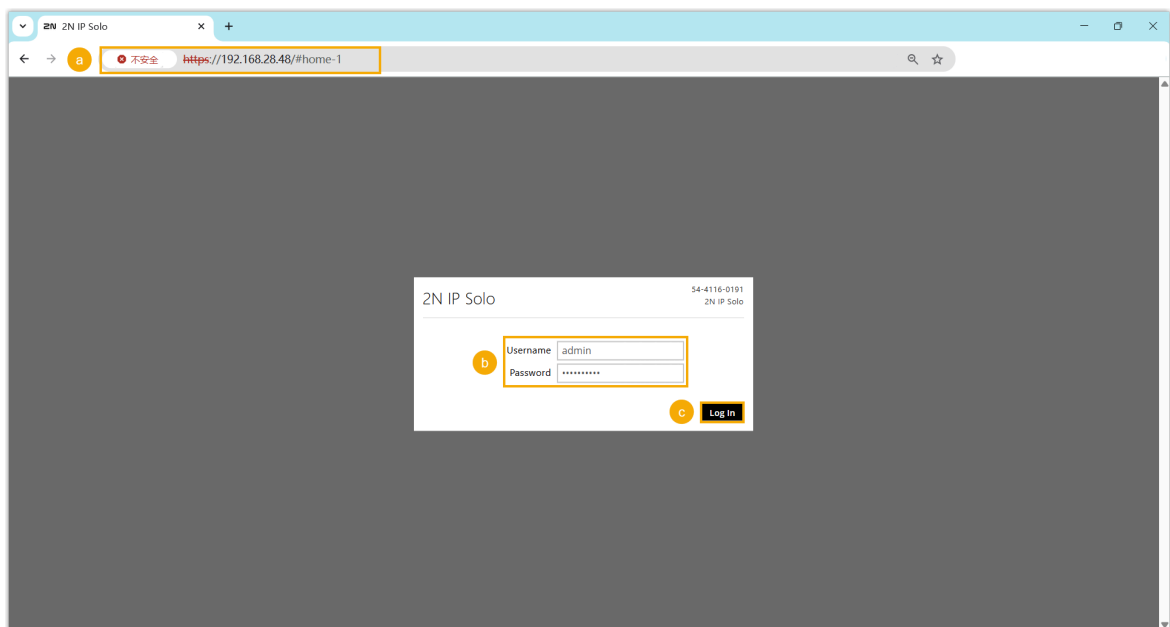 2N 2N IP Solo
a 不安全 https://192.168.28.48/#home-1
2N IP Solo
54-4116-0191
2N IP Solo
b
Username admin
Password ••••••••••
c Log In